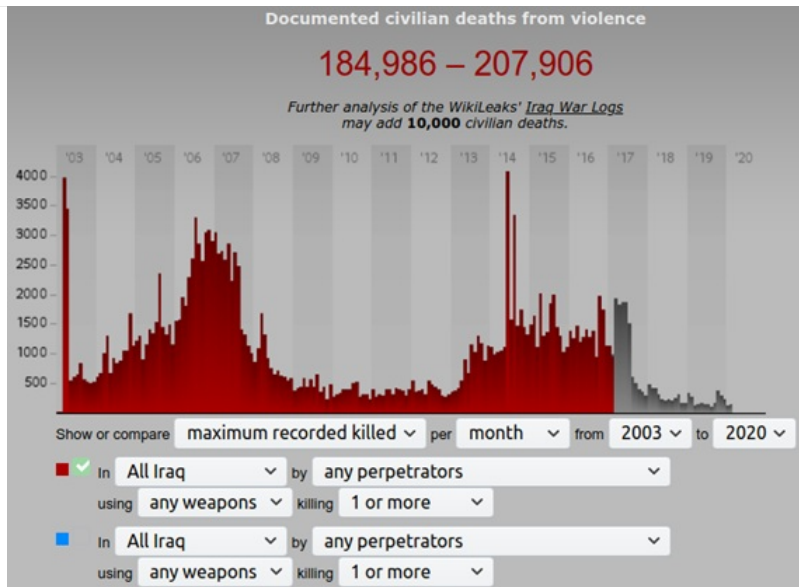 Documented civilian deaths from violence
184,986 – 207,906
Further analysis of the WikiLeaks' Iraq War Logs
may add 10,000 civilian deaths.
'03 '04 '05 '06 '07 '08 '09 '10 '11 '12 '13 '14 '15 '16 '17 '18 '19 '20
4000
3500
3000
2500
2000
1500
1000
500
Show or compare maximum recorded killed per month from 2003 to 2020
In All Iraq by any perpetrators
using any weapons killing 1 or more
In All Iraq by any perpetrators
using any weapons killing 1 or more